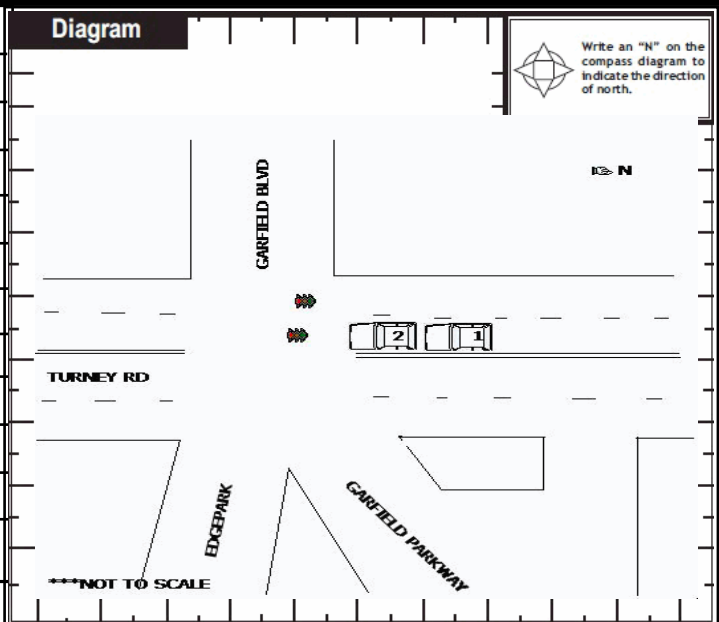 Diagram
Write an “N” on the
compass diagram to
indicate the direction
of north.
N
GARFIELD BLVD
2
1
TURNEY RD
EDGEPARK
GARFIELD PARKWAY
***NOT TO SCALE